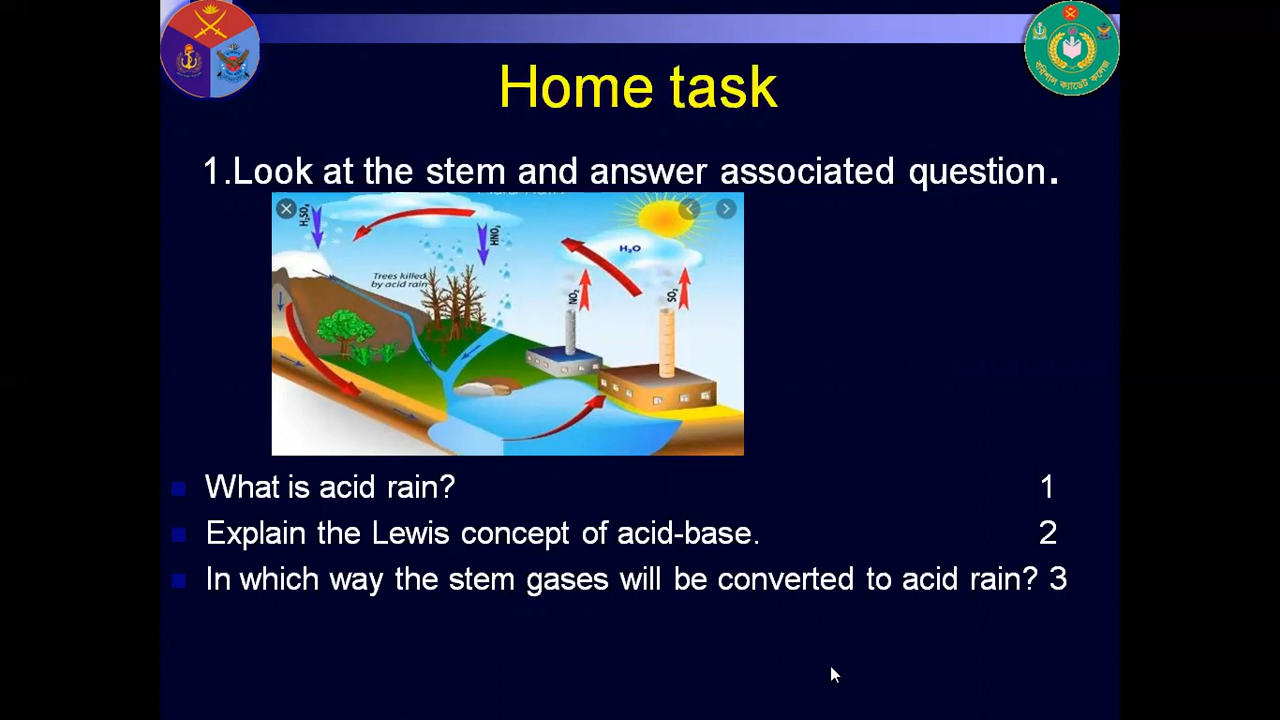 Home task
1.Look at the stem and answer associated question.
H₂SO₄
HNO₃
H₂O
Trees killed
by acid rain
NO₂
SO₂
What is acid rain? 1
Explain the Lewis concept of acid-base. 2
In which way the stem gases will be converted to acid rain? 3
বরিশাল ক্যাডেট কলেজ